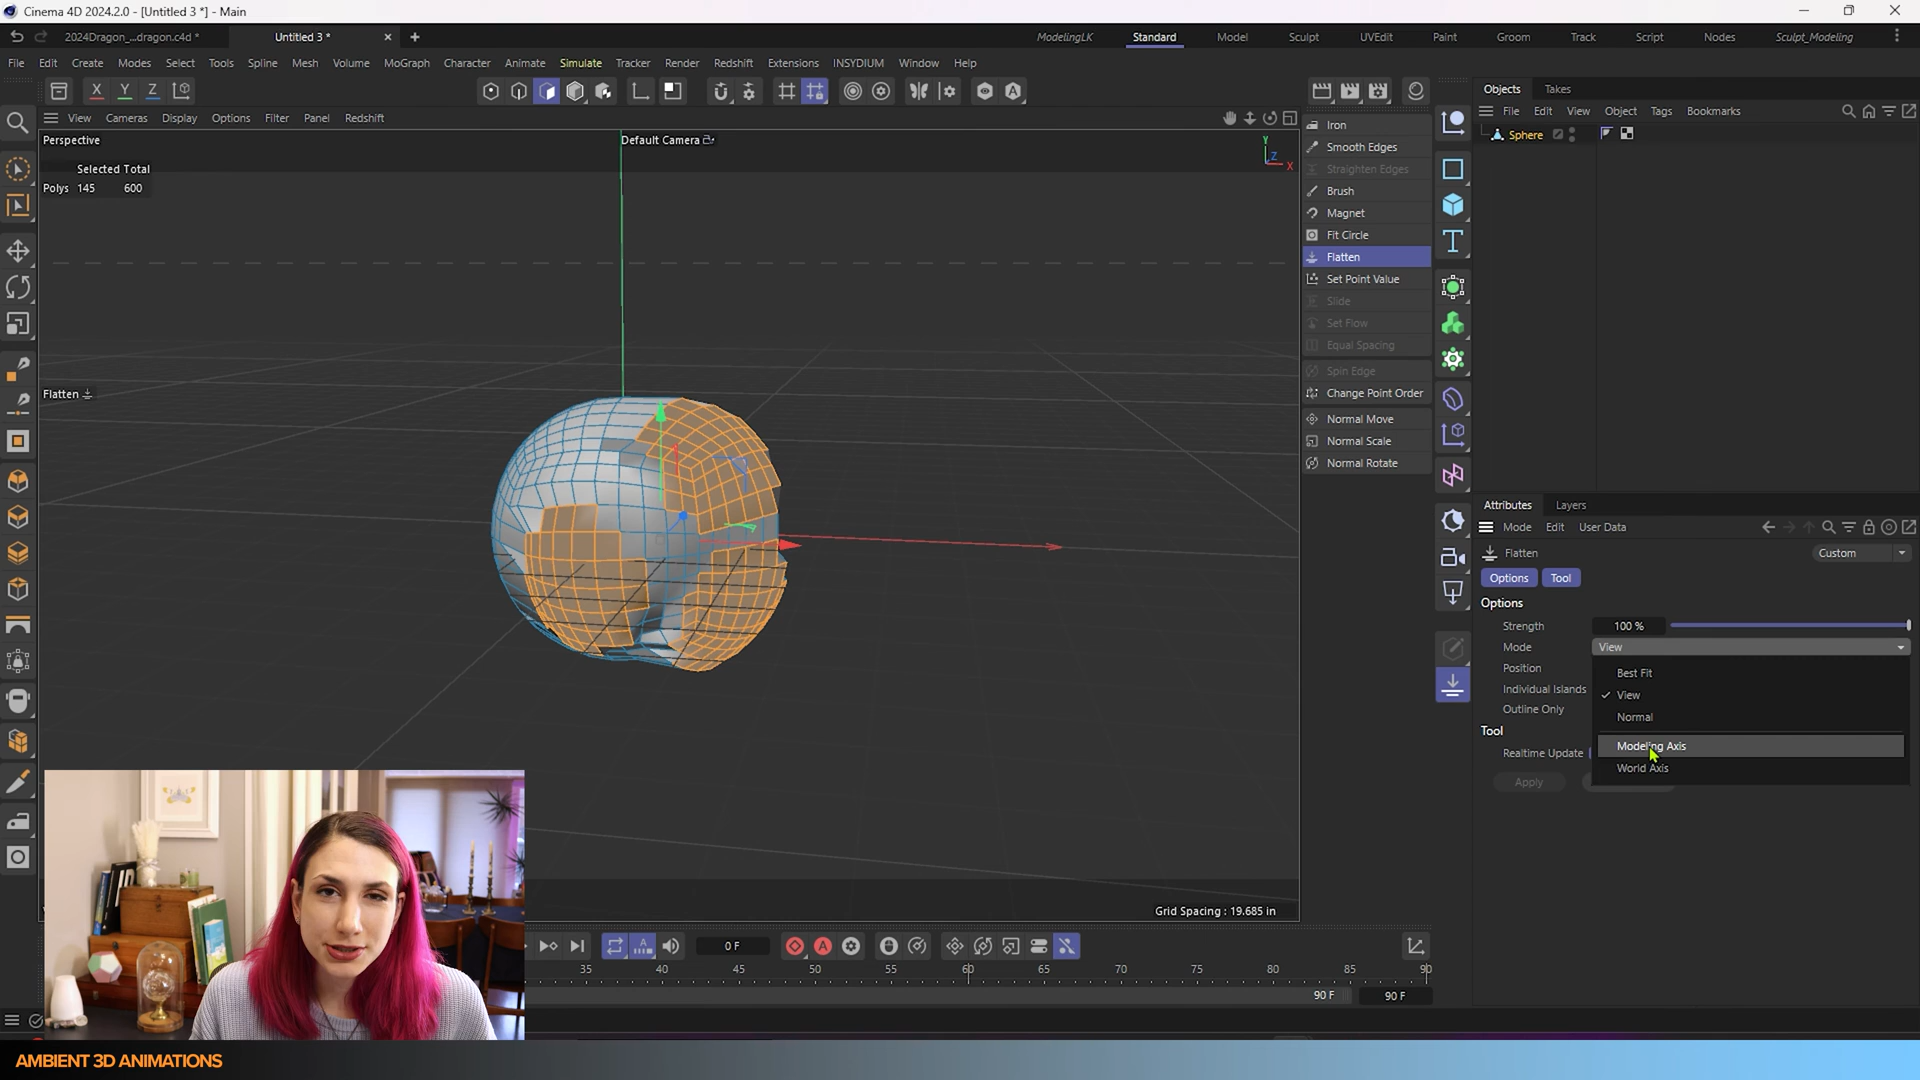 Cinema 4D 2024.2.0 - [Untitled 3 *] - Main
2024Dragon_...dragon.c4d *
Untitled 3 *
ModelingLK
Standard
Model
Sculpt
UVEdit
Paint
Groom
Track
Script
Nodes
Sculpt_Modeling
File Edit Create Modes Select Tools Spline Mesh Volume MoGraph Character Animate Simulate Tracker Render Redshift Extensions INSYDIUM Window Help
X Y Z
View Cameras Display Options Filter Panel Redshift
Perspective
Default Camera
Y
Z
X
Selected Total
Polys 145 600
Flatten
Grid Spacing : 19.685 in
Iron
Smooth Edges
Straighten Edges
Brush
Magnet
Fit Circle
Flatten
Set Point Value
Slide
Set Flow
Equal Spacing
Spin Edge
Change Point Order
Normal Move
Normal Scale
Normal Rotate
Objects Takes
File Edit View Object Tags Bookmarks
Sphere
Attributes Layers
Mode Edit User Data
Flatten
Custom
Options Tool
Options
Strength 100 %
Mode View
Position
Individual Islands
Outline Only
Best Fit
View
Normal
Modeling Axis
World Axis
Tool
Realtime Update
Apply
0 F
35 40 45 50 55 60 65 70 75 80 85 90
90 F
90 F
AMBIENT 3D ANIMATIONS